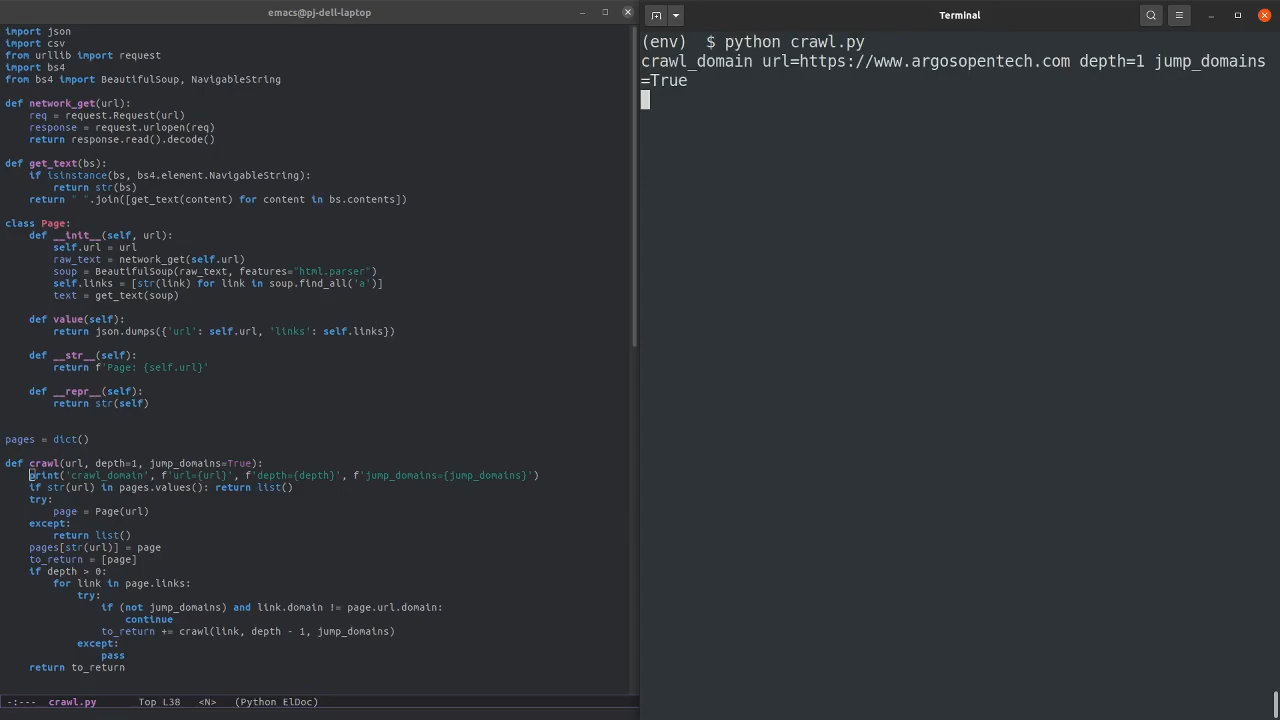 emacs@pj-dell-laptop
import json
import csv
from urllib import request
import bs4
from bs4 import BeautifulSoup, NavigableString
def network_get(url):
    req = request.Request(url)
    response = request.urlopen(req)
    return response.read().decode()
def get_text(bs):
    if isinstance(bs, bs4.element.NavigableString):
        return str(bs)
    return " ".join([get_text(content) for content in bs.contents])
class Page:
    def __init__(self, url):
        self.url = url
        raw_text = network_get(self.url)
        soup = BeautifulSoup(raw_text, features="html.parser")
        self.links = [str(link) for link in soup.find_all('a')]
        text = get_text(soup)
    def value(self):
        return json.dumps({'url': self.url, 'links': self.links})
    def __str__(self):
        return f'Page: {self.url}'
    def __repr__(self):
        return str(self)
pages = dict()
def crawl(url, depth=1, jump_domains=True):
    print('crawl_domain', f'url={url}', f'depth={depth}', f'jump_domains={jump_domains}')
    if str(url) in pages.values(): return list()
    try:
        page = Page(url)
    except:
        return list()
    pages[str(url)] = page
    to_return = [page]
    if depth > 0:
        for link in page.links:
            try:
                if (not jump_domains) and link.domain != page.url.domain:
                    continue
                to_return += crawl(link, depth - 1, jump_domains)
            except:
                pass
    return to_return
-:--- crawl.py Top L38 <N> (Python ElDoc)
Terminal
(env) $ python crawl.py
crawl_domain url=https://www.argosopentech.com depth=1 jump_domains
=True